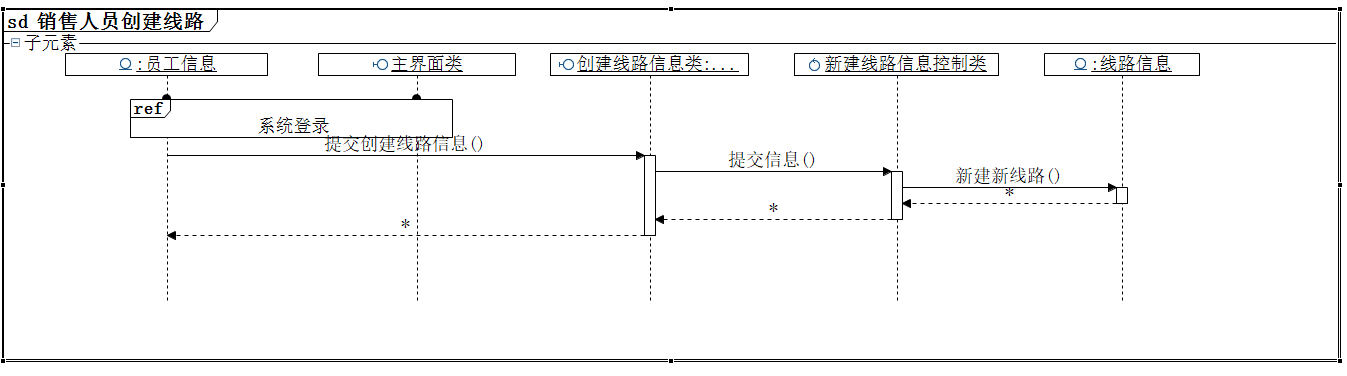 sd 销售人员创建线路
子元素
:员工信息
主界面类
创建线路信息类:...
新建线路信息控制类
:线路信息
ref
系统登录
提交创建线路信息()
提交信息()
新建新线路()
*
*
*